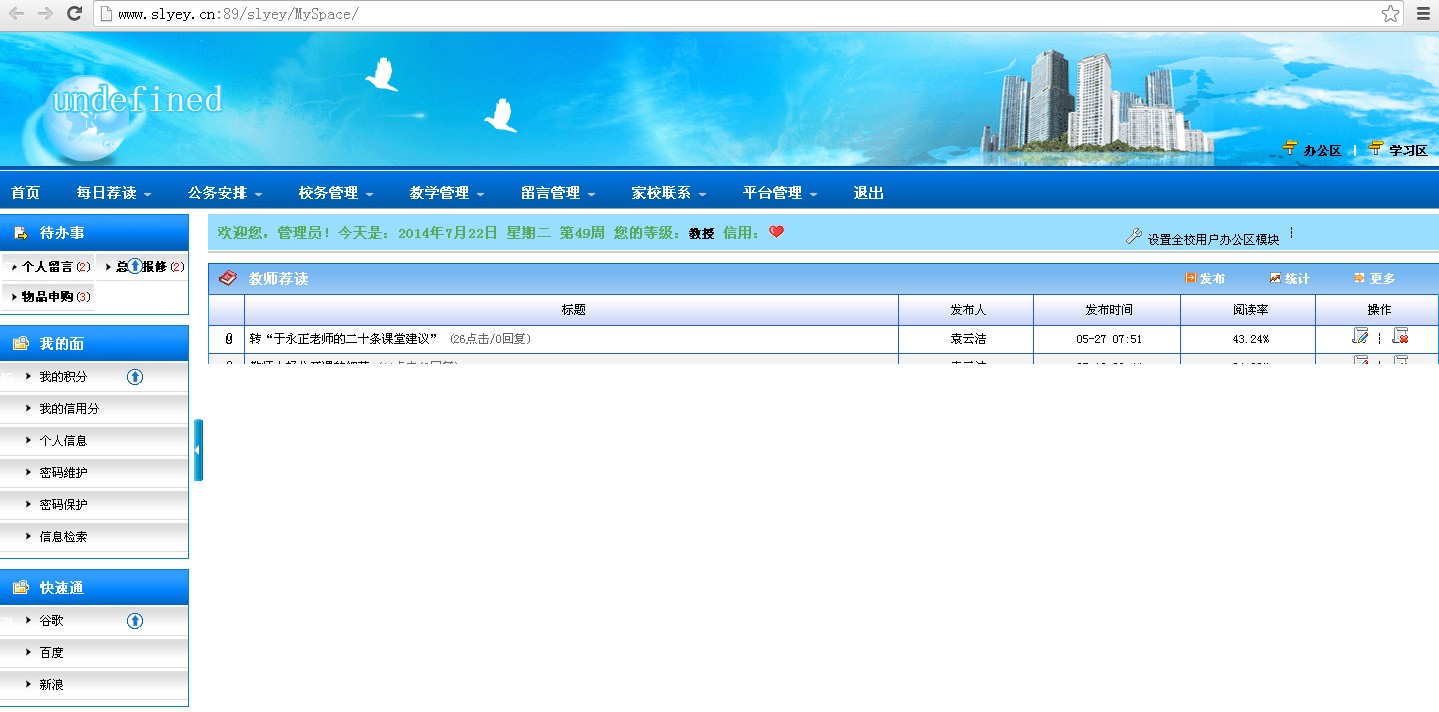 www.slyey.cn:89/slyey/MySpace/
undefined
办公区 | 学习区
首页 每日荐读 公务安排 校务管理 教学管理 留言管理 家校联系 平台管理 退出
待办事
个人留言(2) 总 报修(2)
物品申购(3)
我的面
我的积分
我的信用分
个人信息
密码维护
密码保护
信息检索
快速通
谷歌
百度
新浪
欢迎您，管理员！今天是：2014年7月22日 星期二 第49周 您的等级：教授 信用：
设置全校用户办公区模块
教师荐读 发布 统计 更多
标题 发布人 发布时间 阅读率 操作
转“于永正老师的二十条课堂建议” (26点击/0回复) 袁云洁 05-27 07:51 43.24%